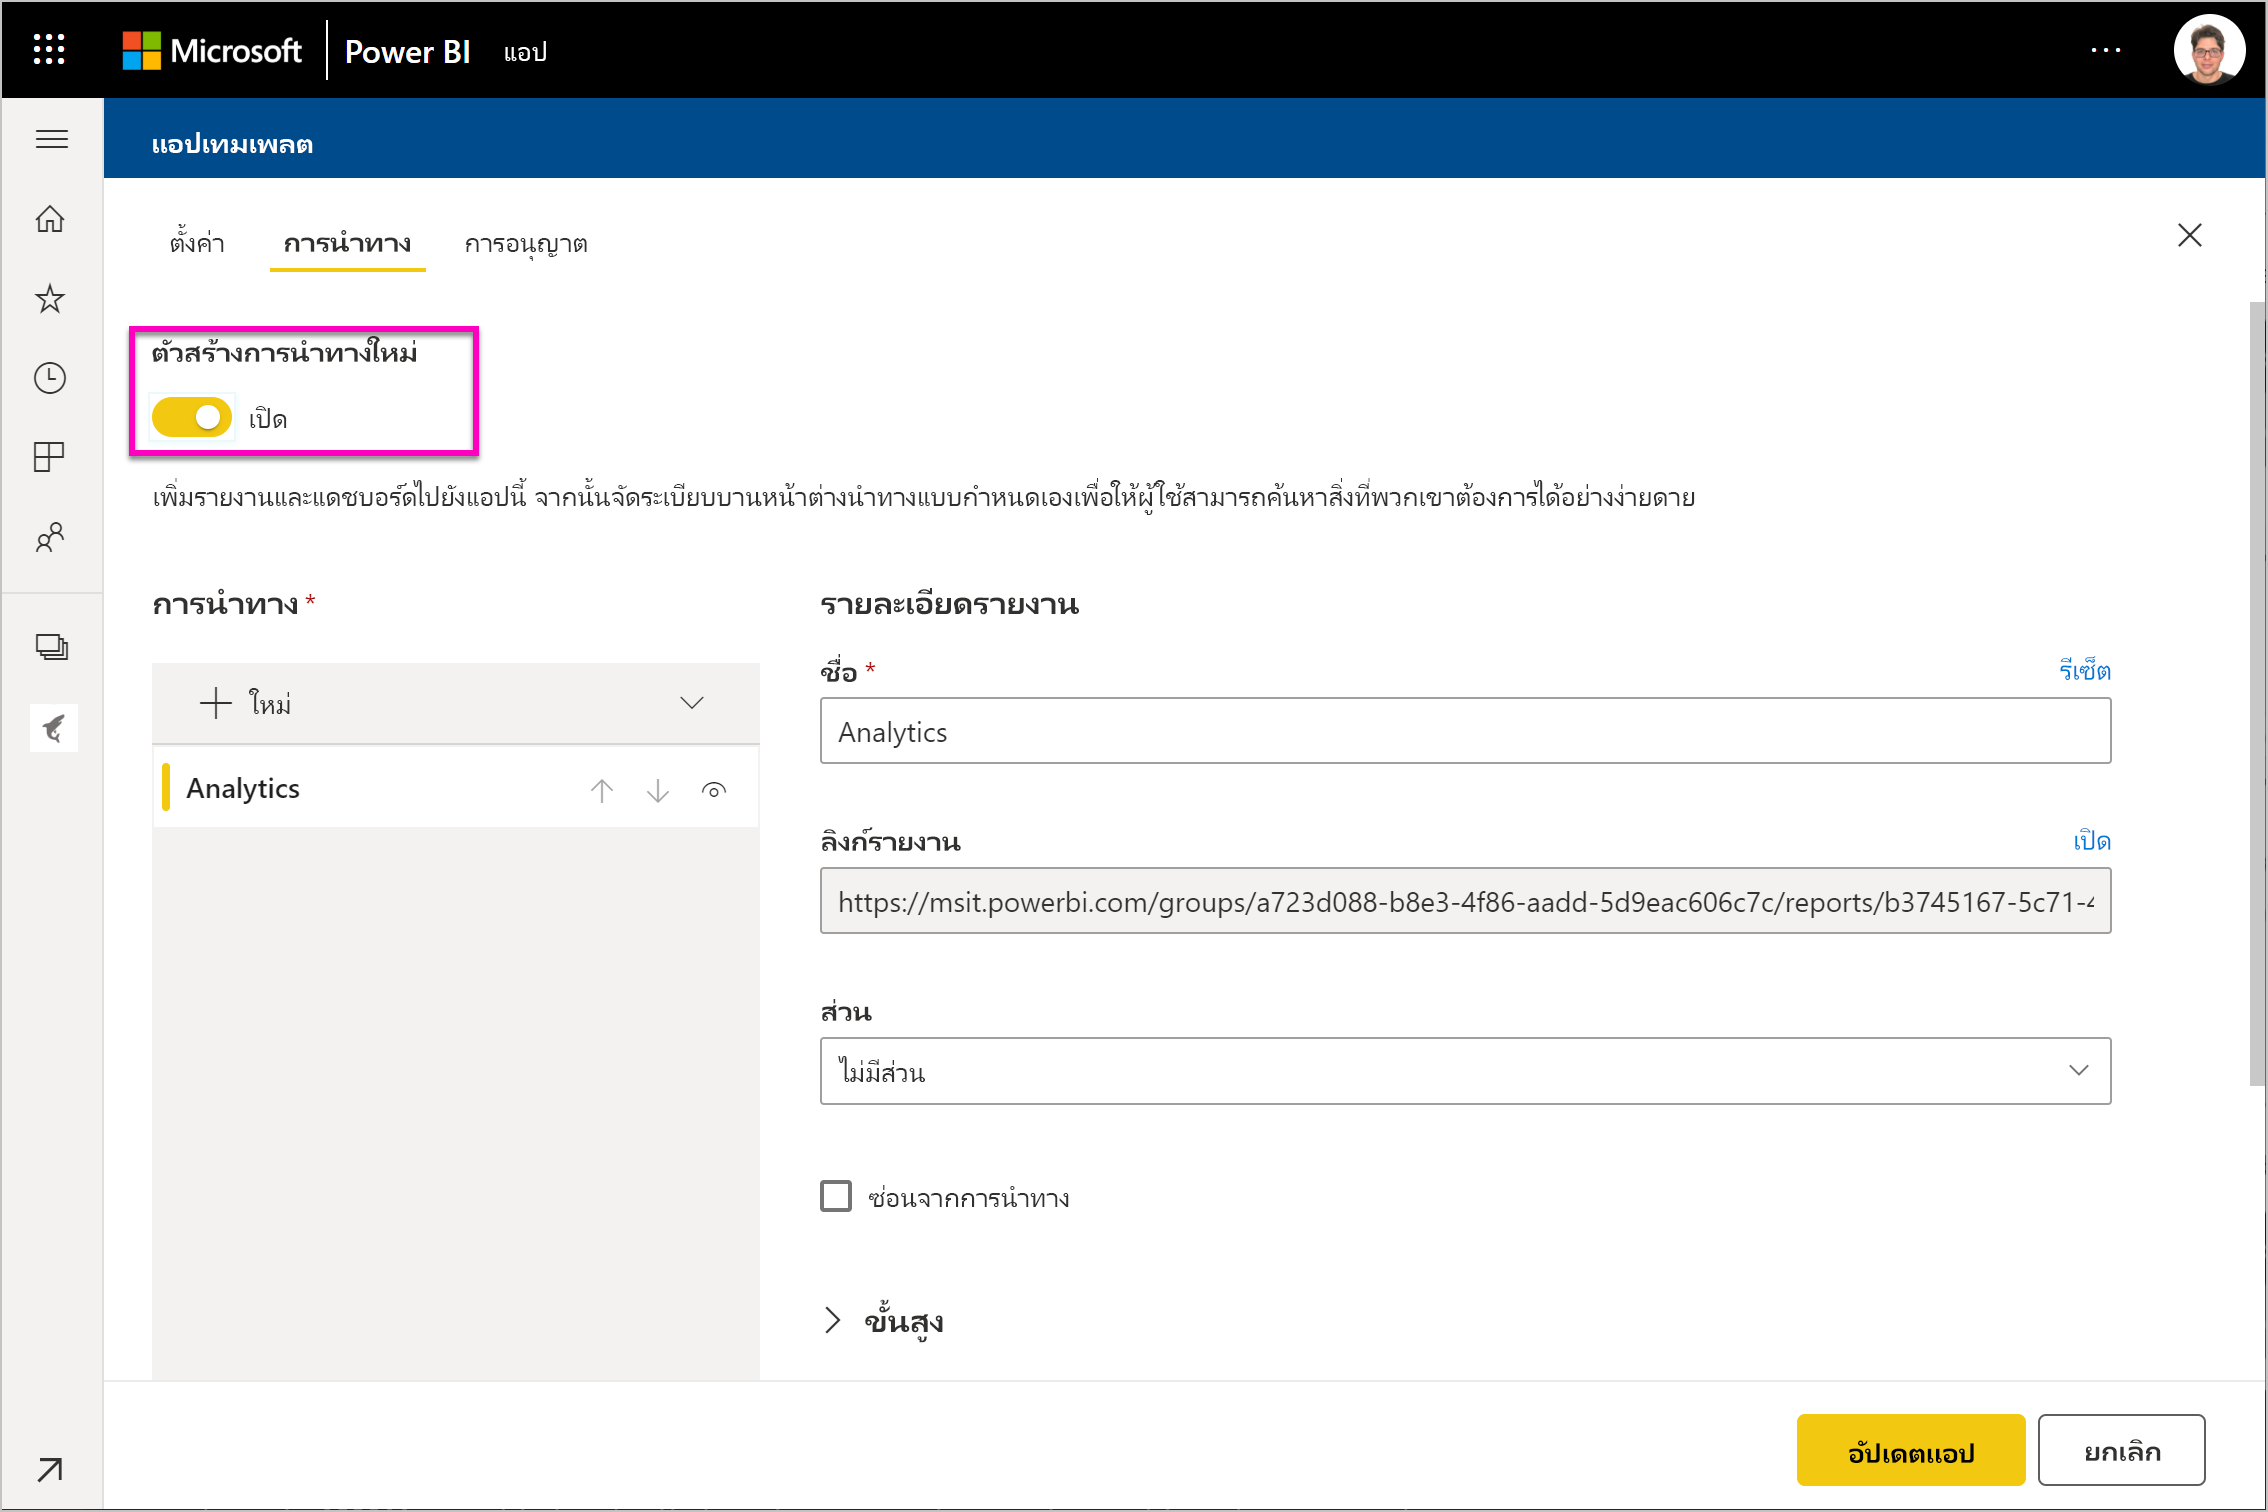 Microsoft Power BI แอป
แอปเทมเพลต
ตั้งค่า การนำทาง การอนุญาต
ตัวสร้างการนำทางใหม่
เปิด
เพิ่มรายงานและแดชบอร์ดไปยังแอปนี้ จากนั้นจัดระเบียบบานหน้าต่างนำทางแบบกำหนดเองเพื่อให้ผู้ใช้สามารถค้นหาสิ่งที่พวกเขาต้องการได้อย่างง่ายดาย
การนำทาง *
ใหม่
Analytics
รายละเอียดรายงาน
ชื่อ * รีเซ็ต
Analytics
ลิงก์รายงาน เปิด
https://msit.powerbi.com/groups/a723d088-b8e3-4f86-aadd-5d9eac606c7c/reports/b3745167-5c71-4
ส่วน
ไม่มีส่วน
ซ่อนจากการนำทาง
ขั้นสูง
อัปเดตแอป ยกเลิก